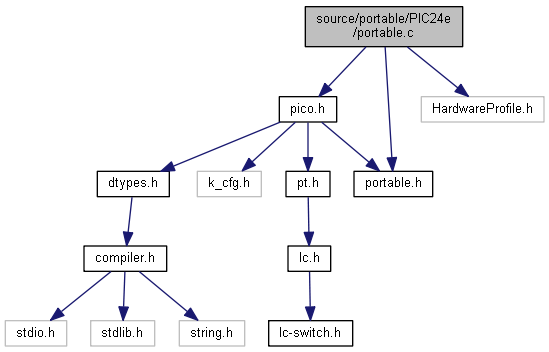 source/portable/PIC24e
/portable.c
pico.h
HardwareProfile.h
dtypes.h
k_cfg.h
pt.h
portable.h
compiler.h
lc.h
stdio.h
stdlib.h
string.h
lc-switch.h